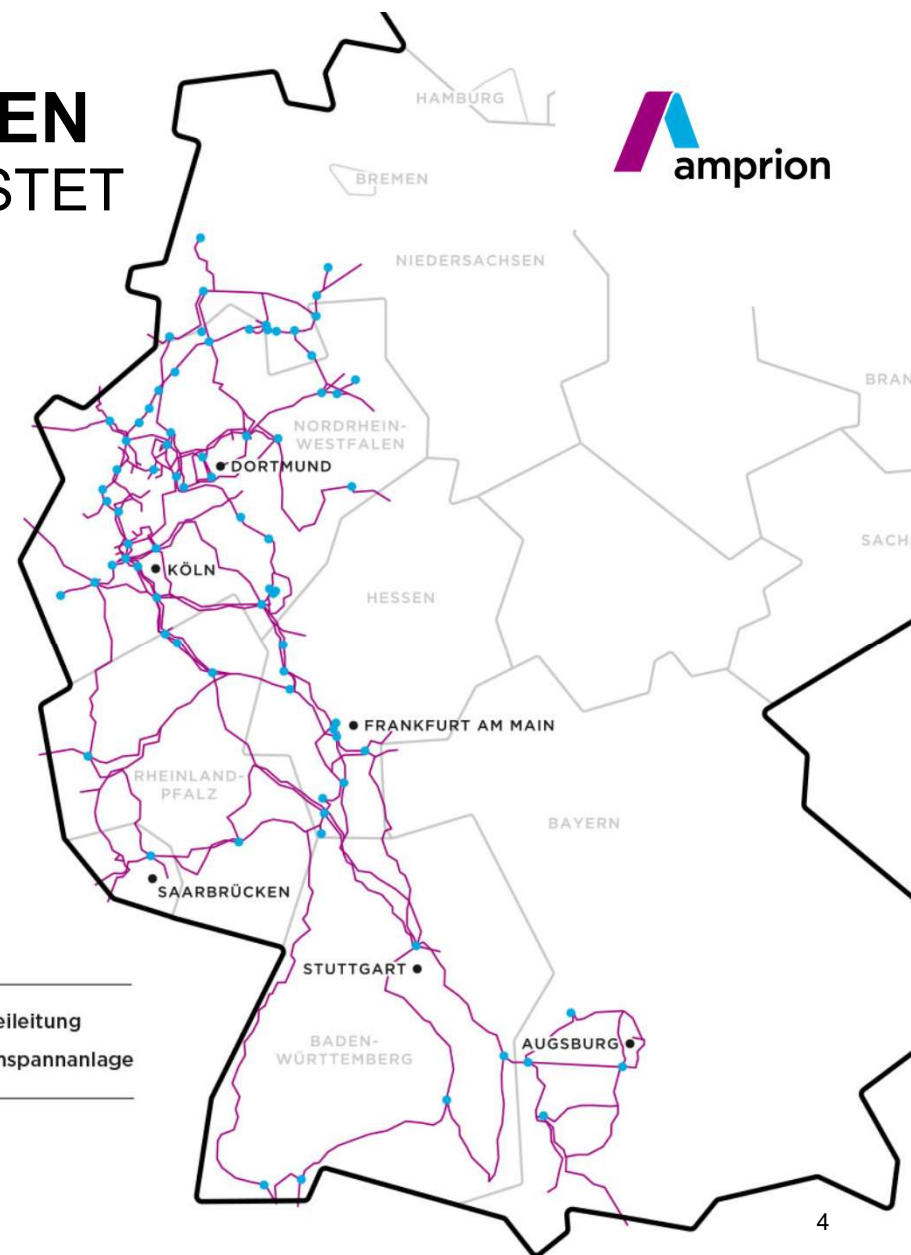 EN
STET
amprion
HAMBURG
BREMEN
NIEDERSACHSEN
BRAN
NORDRHEIN-
WESTFALEN
DORTMUND
SACH
KÖLN
HESSEN
FRANKFURT AM MAIN
RHEINLAND-
PFALZ
BAYERN
SAARBRÜCKEN
STUTTGART
eileitung
AUGSBURG
BADEN-
WÜRTTEMBERG
nspannanlage
4